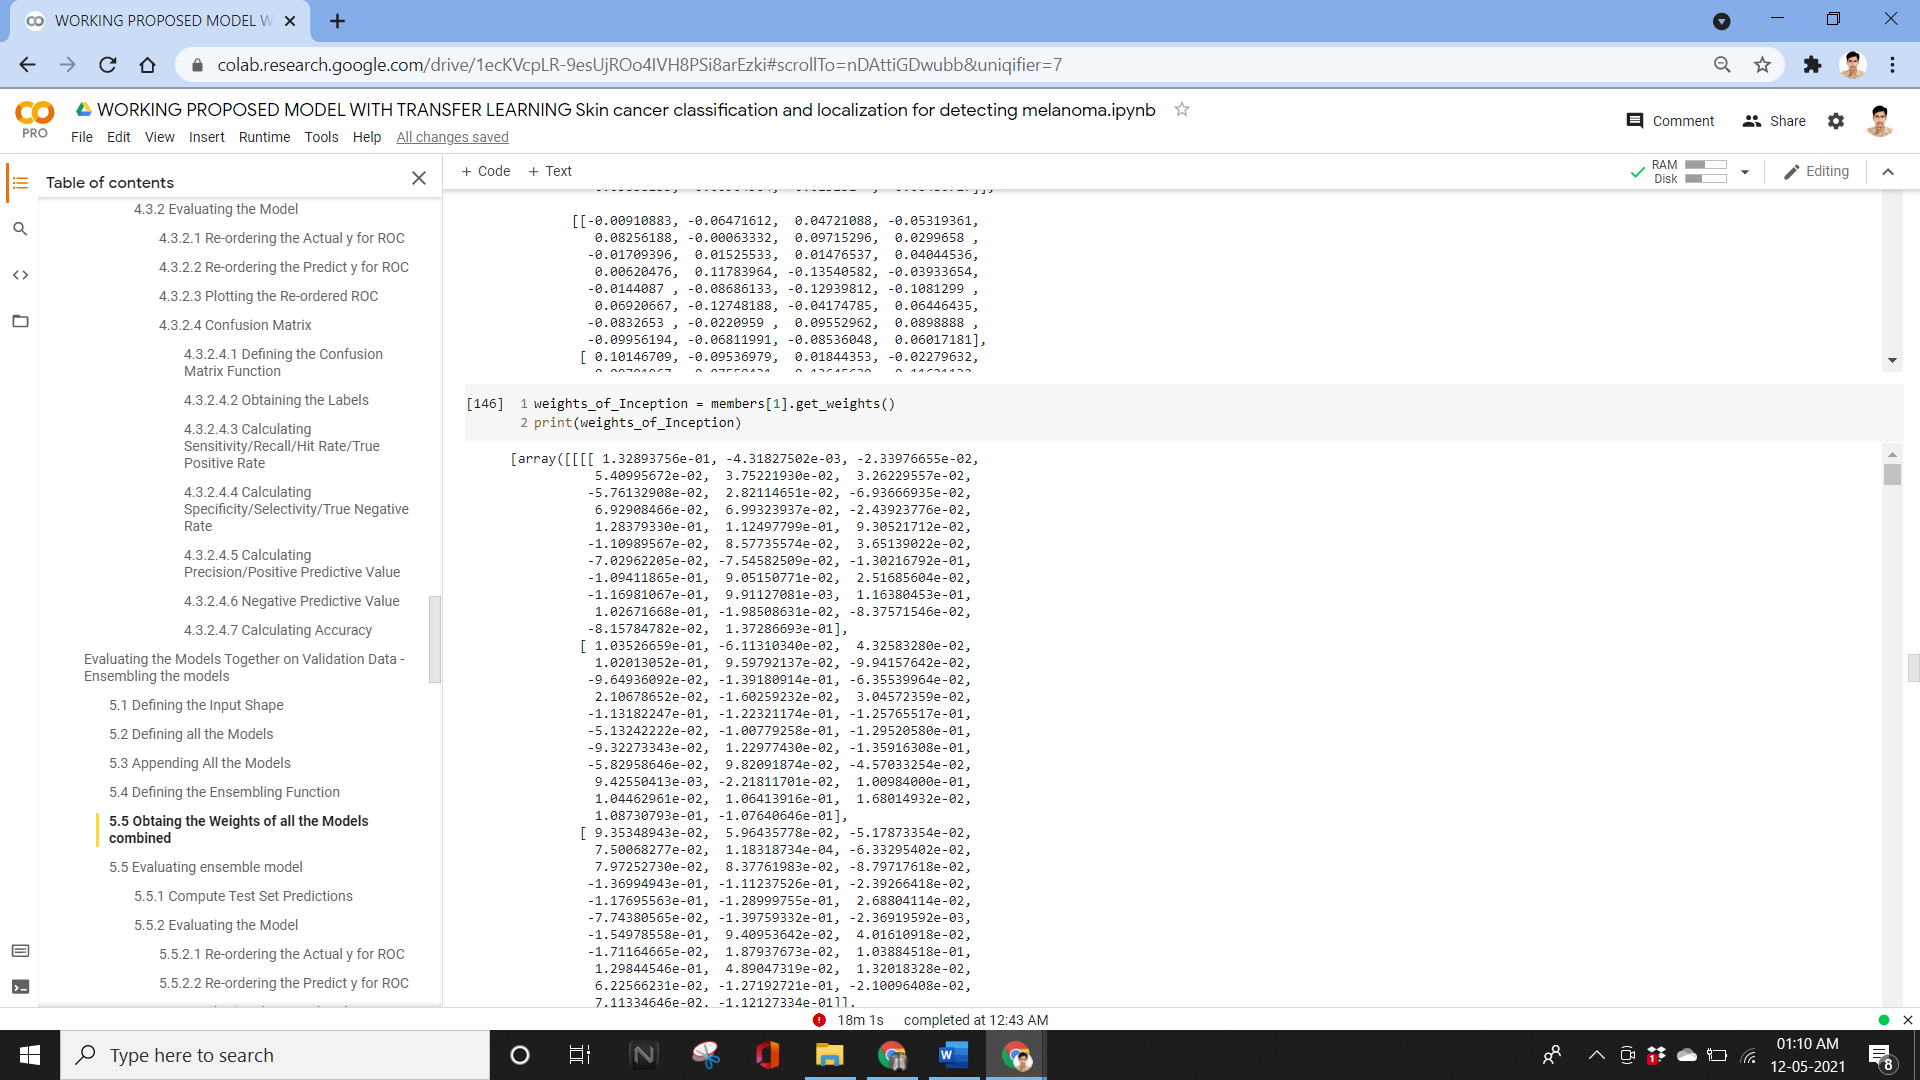 WORKING PROPOSED MODEL W
colab.research.google.com/drive/1ecKVcpLR-9esUjROo4IVH8PSi8arEzki#scrollTo=nDAttiGDwubb&uniqifier=7
CO
PRO
WORKING PROPOSED MODEL WITH TRANSFER LEARNING Skin cancer classification and localization for detecting melanoma.ipynb
File Edit View Insert Runtime Tools Help All changes saved
Comment
Share
Table of contents
+ Code + Text
RAM
Disk
Editing
4.3.2 Evaluating the Model
4.3.2.1 Re-ordering the Actual y for ROC
4.3.2.2 Re-ordering the Predict y for ROC
4.3.2.3 Plotting the Re-ordered ROC
4.3.2.4 Confusion Matrix
4.3.2.4.1 Defining the Confusion
Matrix Function
4.3.2.4.2 Obtaining the Labels
4.3.2.4.3 Calculating
Sensitivity/Recall/Hit Rate/True
Positive Rate
4.3.2.4.4 Calculating
Specificity/Selectivity/True Negative
Rate
4.3.2.4.5 Calculating
Precision/Positive Predictive Value
4.3.2.4.6 Negative Predictive Value
4.3.2.4.7 Calculating Accuracy
Evaluating the Models Together on Validation Data -
Ensembling the models
5.1 Defining the Input Shape
5.2 Defining all the Models
5.3 Appending All the Models
5.4 Defining the Ensembling Function
5.5 Obtaing the Weights of all the Models
combined
5.5 Evaluating ensemble model
5.5.1 Compute Test Set Predictions
5.5.2 Evaluating the Model
5.5.2.1 Re-ordering the Actual y for ROC
5.5.2.2 Re-ordering the Predict y for ROC
[[-0.00910883, -0.06471612, 0.04721088, -0.05319361,
0.08256188, -0.00063332, 0.09715296, 0.0299658 ,
-0.01709396, 0.01525533, 0.01476537, 0.04044536,
0.00620476, 0.11783964, -0.13540582, -0.03933654,
-0.0144087 , -0.08686133, -0.12939812, -0.1081299 ,
0.06920667, -0.12748188, -0.04174785, 0.06446435,
-0.0832653 , -0.0220959 , 0.09552962, 0.0898888 ,
-0.09956194, -0.06811991, -0.08536048, 0.06017181],
[ 0.10146709, -0.09536979, 0.01844353, -0.02279632,
[146] 1 weights_of_Inception = members[1].get_weights()
2 print(weights_of_Inception)
[array([[[[ 1.32893756e-01, -4.31827502e-03, -2.33976655e-02,
5.40995672e-02, 3.75221930e-02, 3.26229557e-02,
-5.76132908e-02, 2.82114651e-02, -6.93666935e-02,
6.92908466e-02, 6.99323937e-02, -2.43923776e-02,
1.28379330e-01, 1.12497799e-01, 9.30521712e-02,
-1.10989567e-02, 8.57735574e-02, 3.65139022e-02,
-7.02962205e-02, -7.54582509e-02, -1.30216792e-01,
-1.09411865e-01, 9.05150771e-02, 2.51685604e-02,
-1.16981067e-01, 9.91127081e-03, 1.16380453e-01,
1.02671668e-01, -1.98508631e-02, -8.37571546e-02,
-8.15784782e-02, 1.37286693e-01],
[ 1.03526659e-01, -6.11310340e-02, 4.32583280e-02,
1.02013052e-01, 9.59792137e-02, -9.94157642e-02,
-9.64936092e-02, -1.39180914e-01, -6.35539964e-02,
2.10678652e-02, -1.60259232e-02, 3.04572359e-02,
-1.13182247e-01, -1.22321174e-01, -1.25765517e-01,
-5.13242222e-02, -1.00779258e-01, -1.29520580e-01,
-9.32273343e-02, 1.22977430e-02, -1.35916308e-01,
-5.82958646e-02, 9.82091874e-02, -4.57033254e-02,
9.42550413e-03, -2.21811701e-02, 1.00984000e-01,
1.04462961e-02, 1.06413916e-01, 1.68014932e-02,
1.08730793e-01, -1.07640646e-01],
[ 9.35348943e-02, 5.96435778e-02, -5.17873354e-02,
7.50068277e-02, 1.18318734e-04, -6.33295402e-02,
7.97252730e-02, 8.37761983e-02, -8.79717618e-02,
-1.36994943e-01, -1.11237526e-01, -2.39266418e-02,
-1.17695563e-01, -1.28999755e-01, 2.68804114e-02,
-7.74380565e-02, -1.39759332e-01, -2.36919592e-03,
-1.54978558e-01, 9.40953642e-02, 4.01610918e-02,
-1.71164665e-02, 1.87937673e-02, 1.03884518e-01,
1.29844546e-01, 4.89047319e-02, 1.32018328e-02,
6.22566231e-02, -1.27192721e-01, -2.10096408e-02,
7.11334646e-02, -1.12127334e-01]],
18m 1s completed at 12:43 AM
Type here to search
01:10 AM
12-05-2021
8